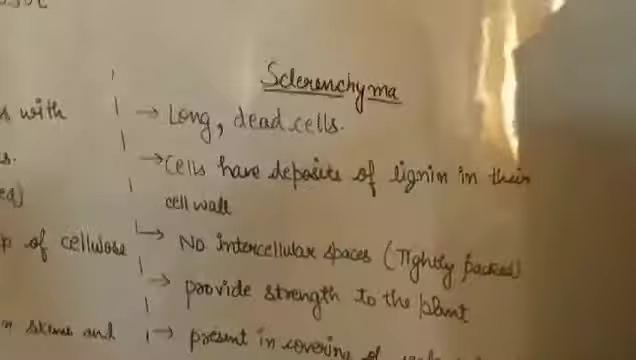 Sclerenchyma
s with
→ Long, dead cells.
→ Cells have deposits of lignin in their
cell wall
of cellulose
→ No intercellular spaces (Tightly packed)
→ provide strength to the plant
and
→ present in covering of